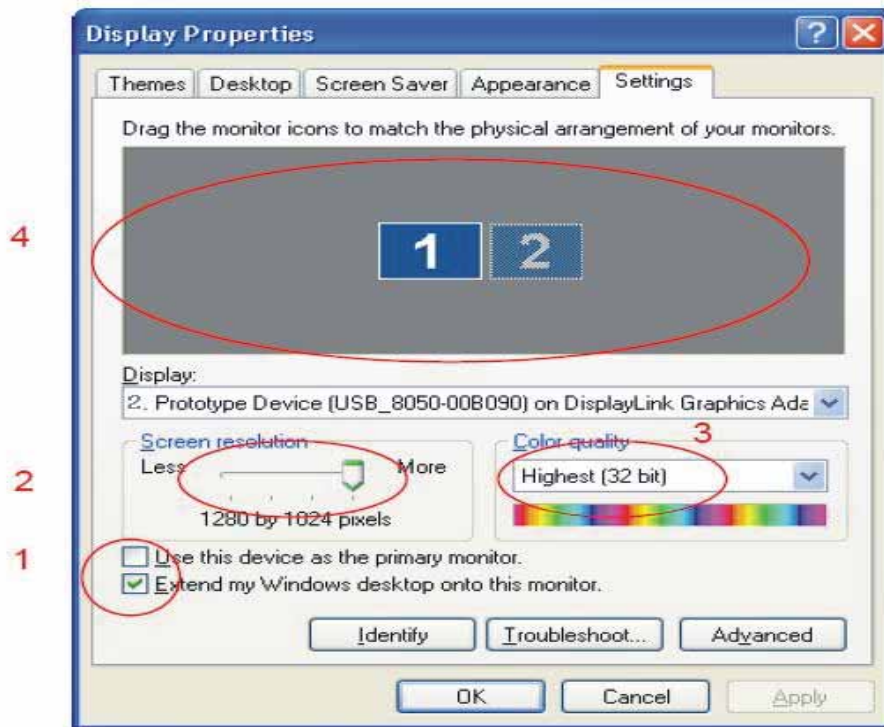 Display Properties
Themes Desktop Screen Saver Appearance Settings
Drag the monitor icons to match the physical arrangement of your monitors.
4
1 2
Display:
2. Prototype Device (USB_8050-00B090) on DisplayLink Graphics Ada
Screen resolution
Color quality
3
Less More
Highest (32 bit)
2
1280 by 1024 pixels
1
Use this device as the primary monitor.
Extend my Windows desktop onto this monitor.
Identify Troubleshoot... Advanced
OK Cancel Apply